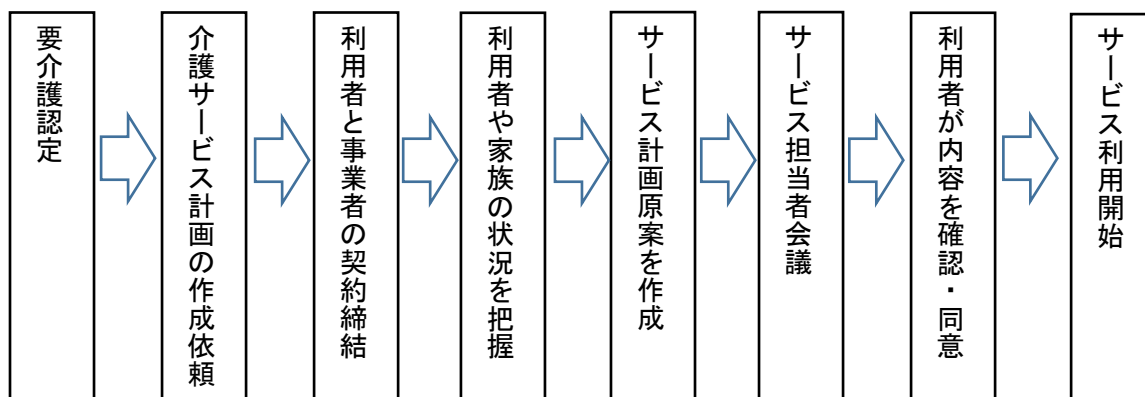 要介護認定
介護サービス計画の作成依頼
利用者と事業者の契約締結
利用者や家族の状況を把握
サービス計画原案を作成
サービス担当者会議
利用者が内容を確認・同意
サービス利用開始